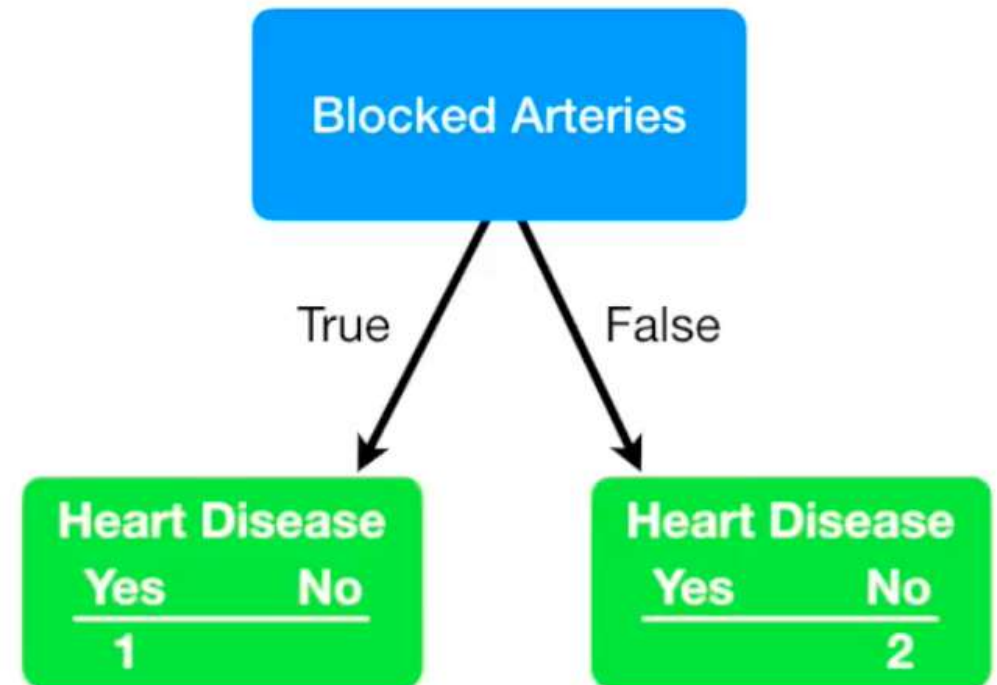 Blocked Arteries
True False
Heart Disease
Yes No
1
Heart Disease
Yes No
2